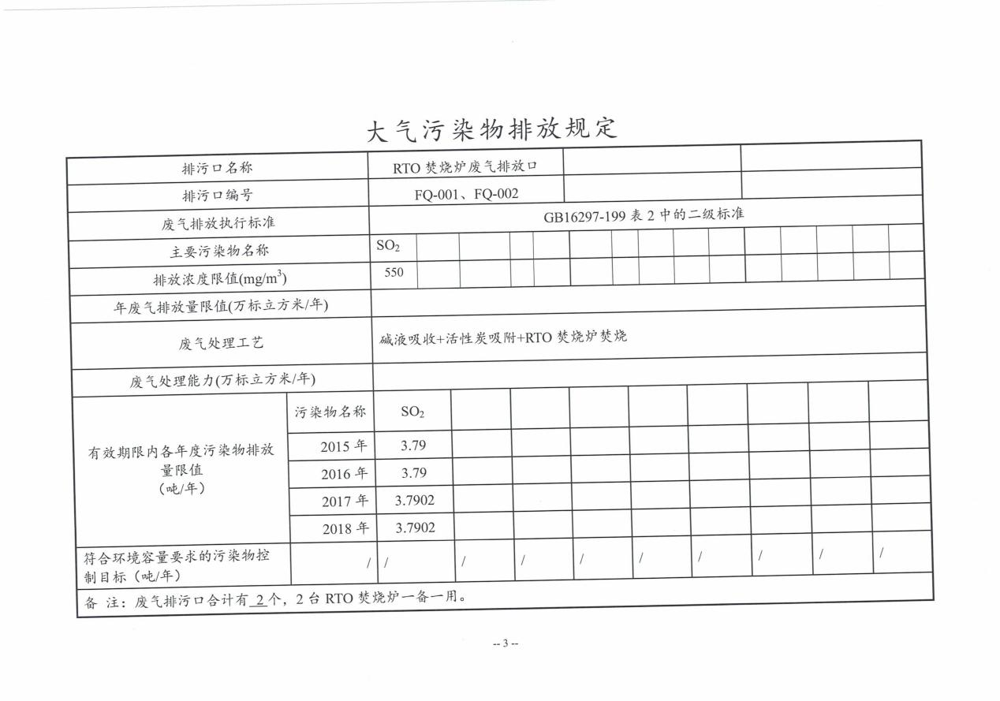 大气污染物排放规定
排污口名称 RTO 焚烧炉废气排放口
排污口编号 FQ-001、FQ-002
废气排放执行标准 GB16297-199 表 2 中的二级标准
主要污染物名称 SO₂
排放浓度限值(mg/m³) 550
年废气排放量限值(万标立方米/年)
废气处理工艺 碱液吸收+活性炭吸附+RTO 焚烧炉焚烧
废气处理能力(万标立方米/年)
有效期限内各年度污染物排放
量限值
（吨/年）
污染物名称 SO₂
2015 年 3.79
2016 年 3.79
2017 年 3.7902
2018 年 3.7902
符合环境容量要求的污染物控
制目标（吨/年）
/ / / / / / / / / /
备 注：废气排污口合计有 2 个，2 台 RTO 焚烧炉一备一用。
-- 3 --